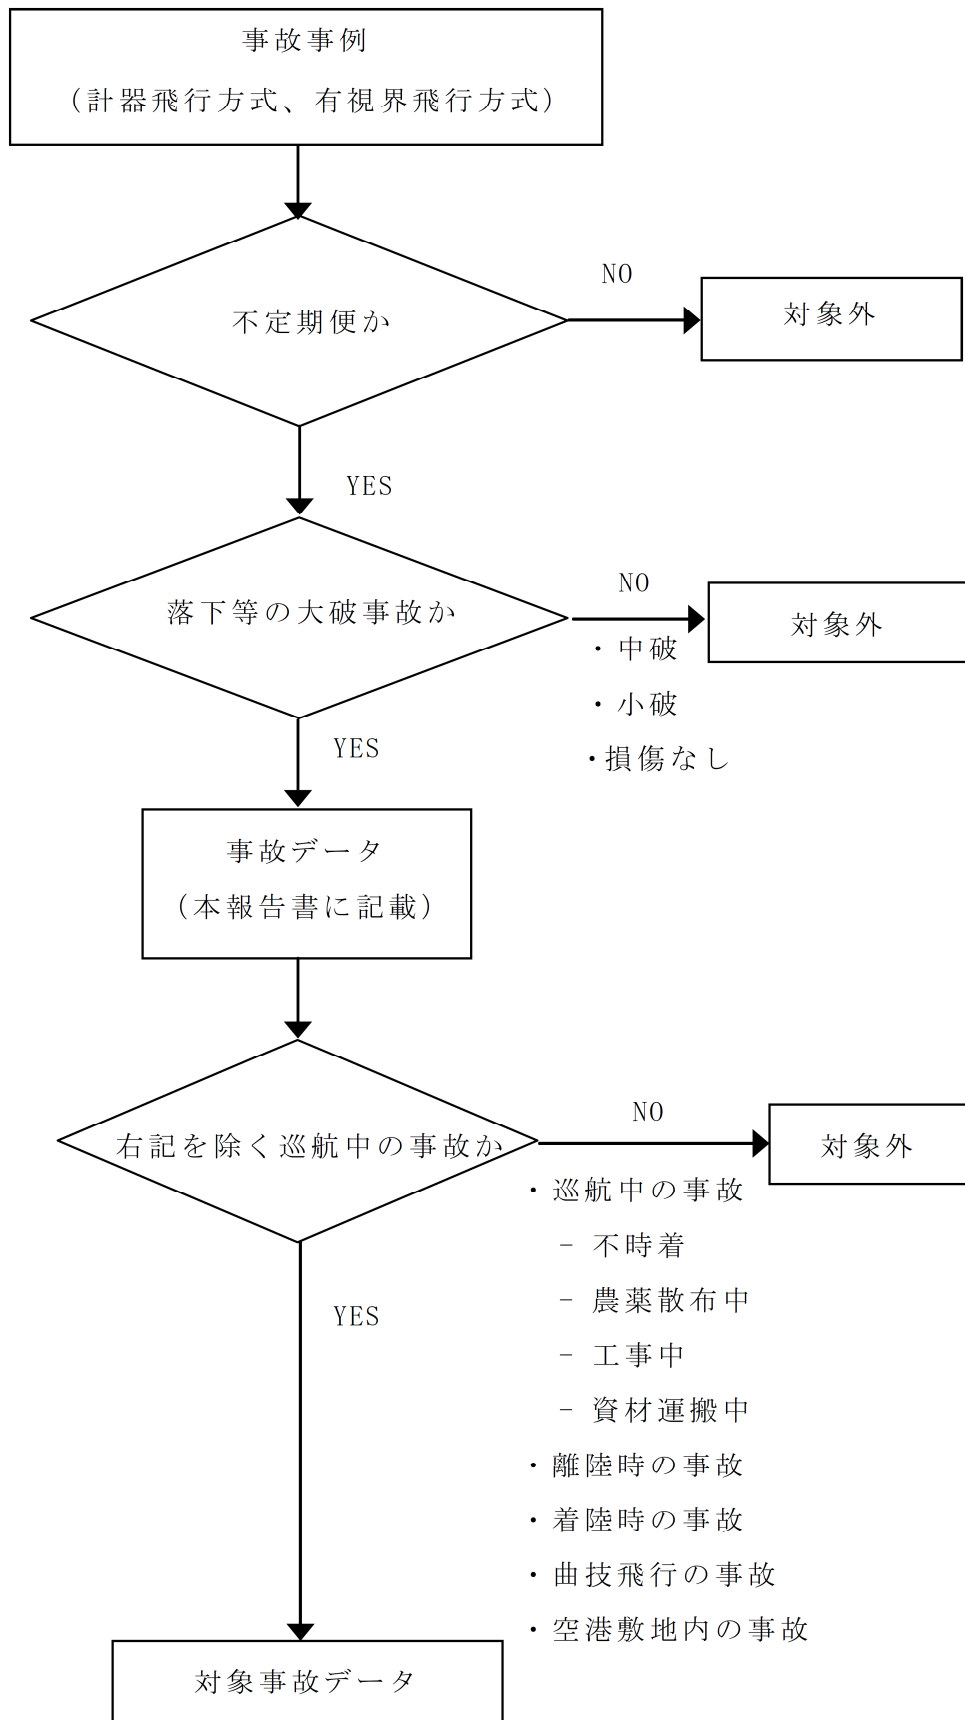 事故事例
（計器飛行方式、有視界飛行方式）
不定期便か
NO
対象外
YES
落下等の大破事故か
NO
対象外
・中破
・小破
・損傷なし
YES
事故データ
（本報告書に記載）
右記を除く巡航中の事故か
NO
対象外
・巡航中の事故
－ 不時着
－ 農薬散布中
－ 工事中
－ 資材運搬中
・離陸時の事故
・着陸時の事故
・曲技飛行の事故
・空港敷地内の事故
YES
対象事故データ